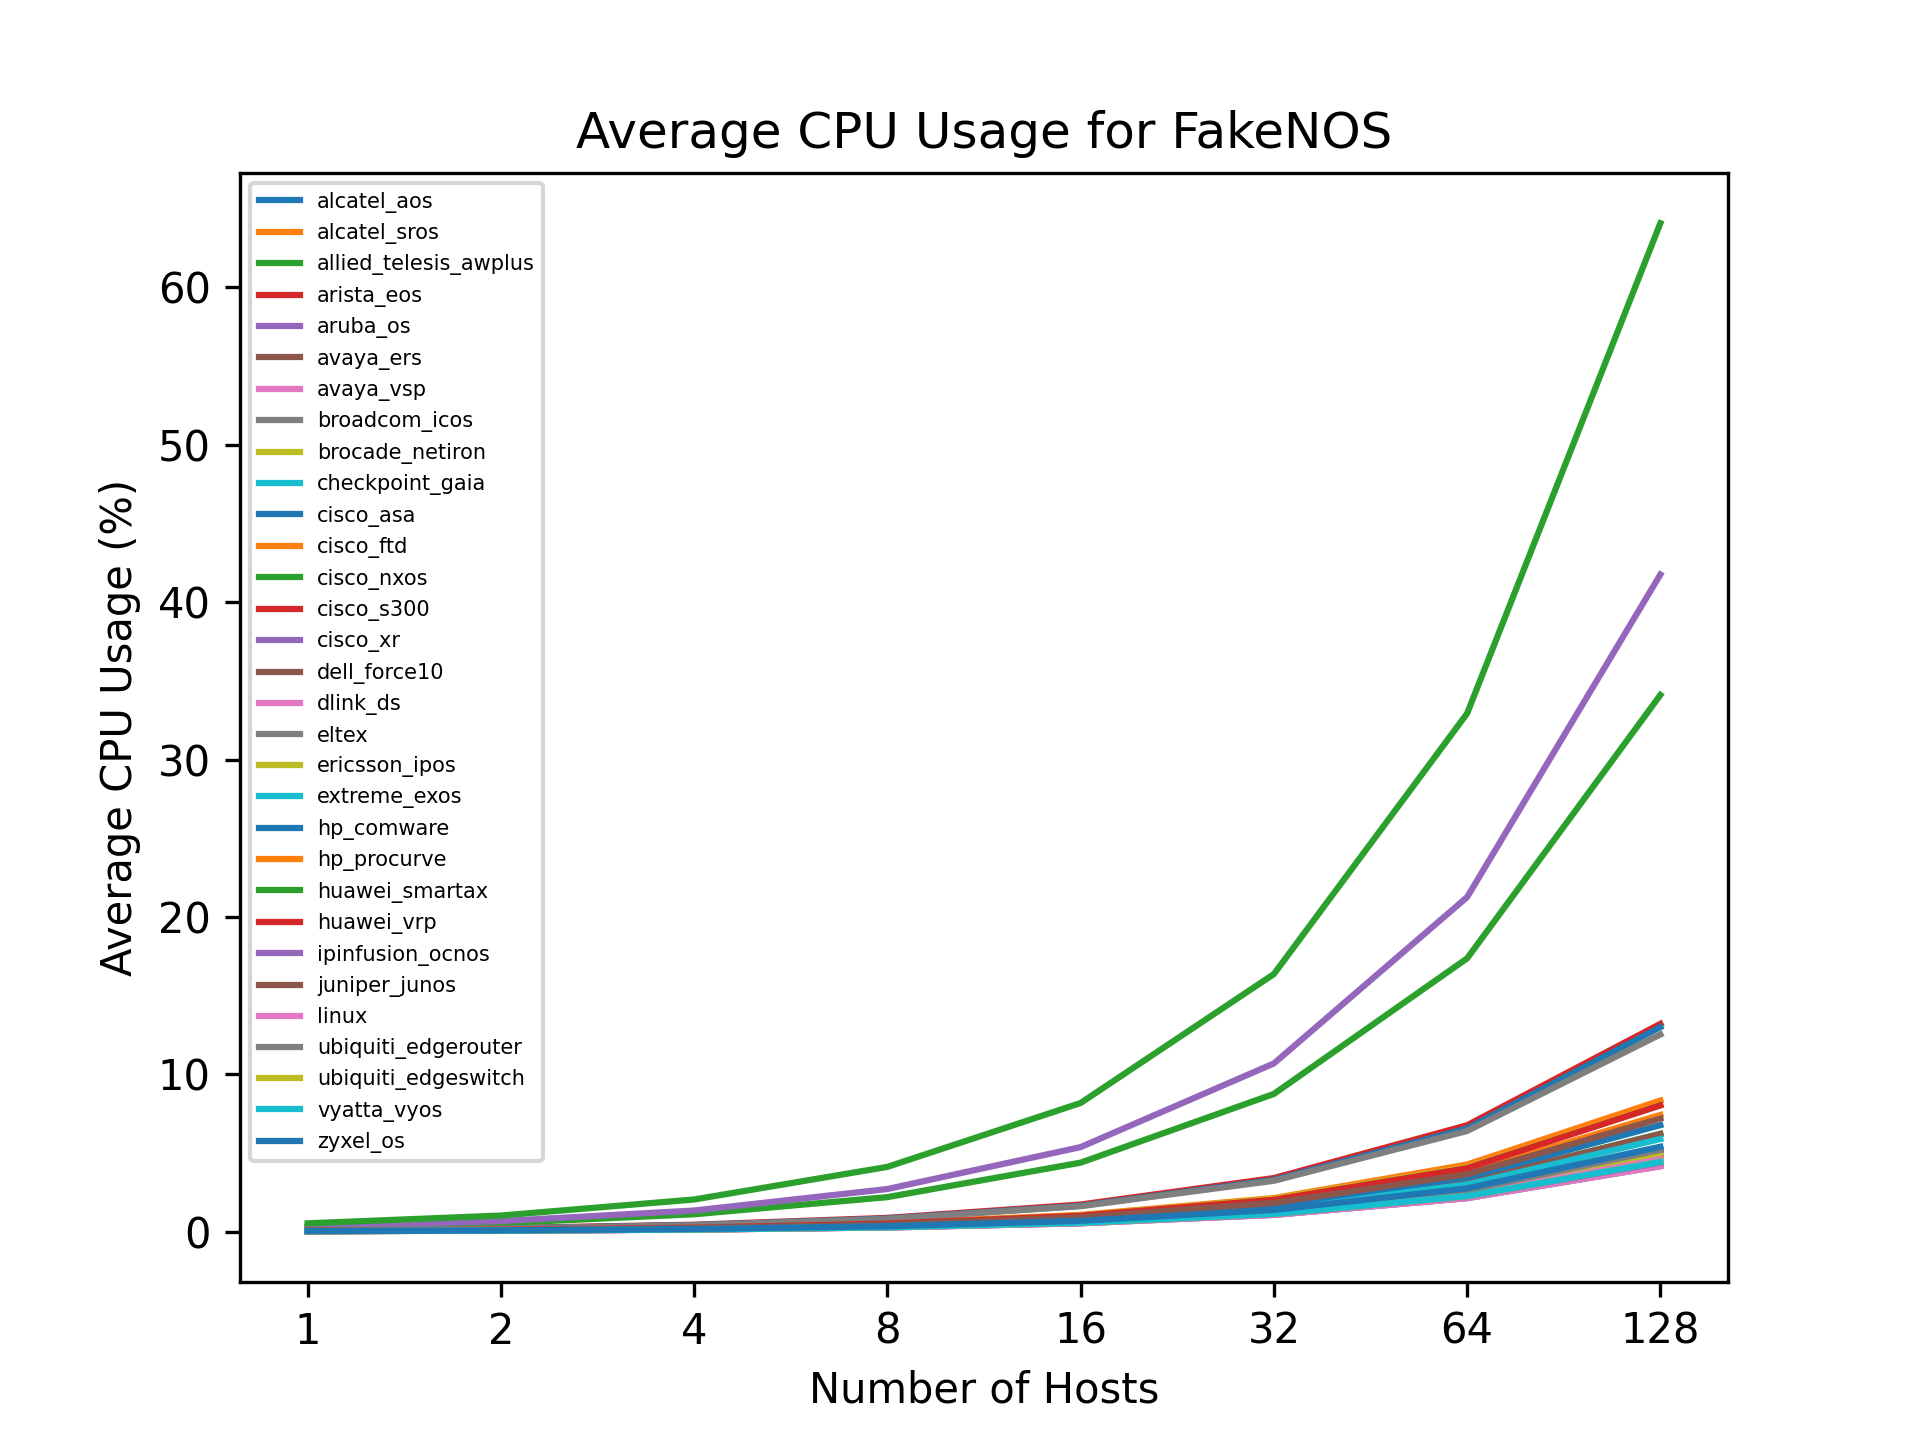 Average CPU Usage for FakeNOS
alcatel_aos
alcatel_sros
allied_telesis_awplus
arista_eos
aruba_os
avaya_ers
avaya_vsp
broadcom_icos
brocade_netiron
checkpoint_gaia
cisco_asa
cisco_ftd
cisco_nxos
cisco_s300
cisco_xr
dell_force10
dlink_ds
eltex
ericsson_ipos
extreme_exos
hp_comware
hp_procurve
huawei_smartax
huawei_vrp
ipinfusion_ocnos
juniper_junos
linux
ubiquiti_edgerouter
ubiquiti_edgeswitch
vyatta_vyos
zyxel_os
Average CPU Usage (%)
60
50
40
30
20
10
0
1 2 4 8 16 32 64 128
Number of Hosts